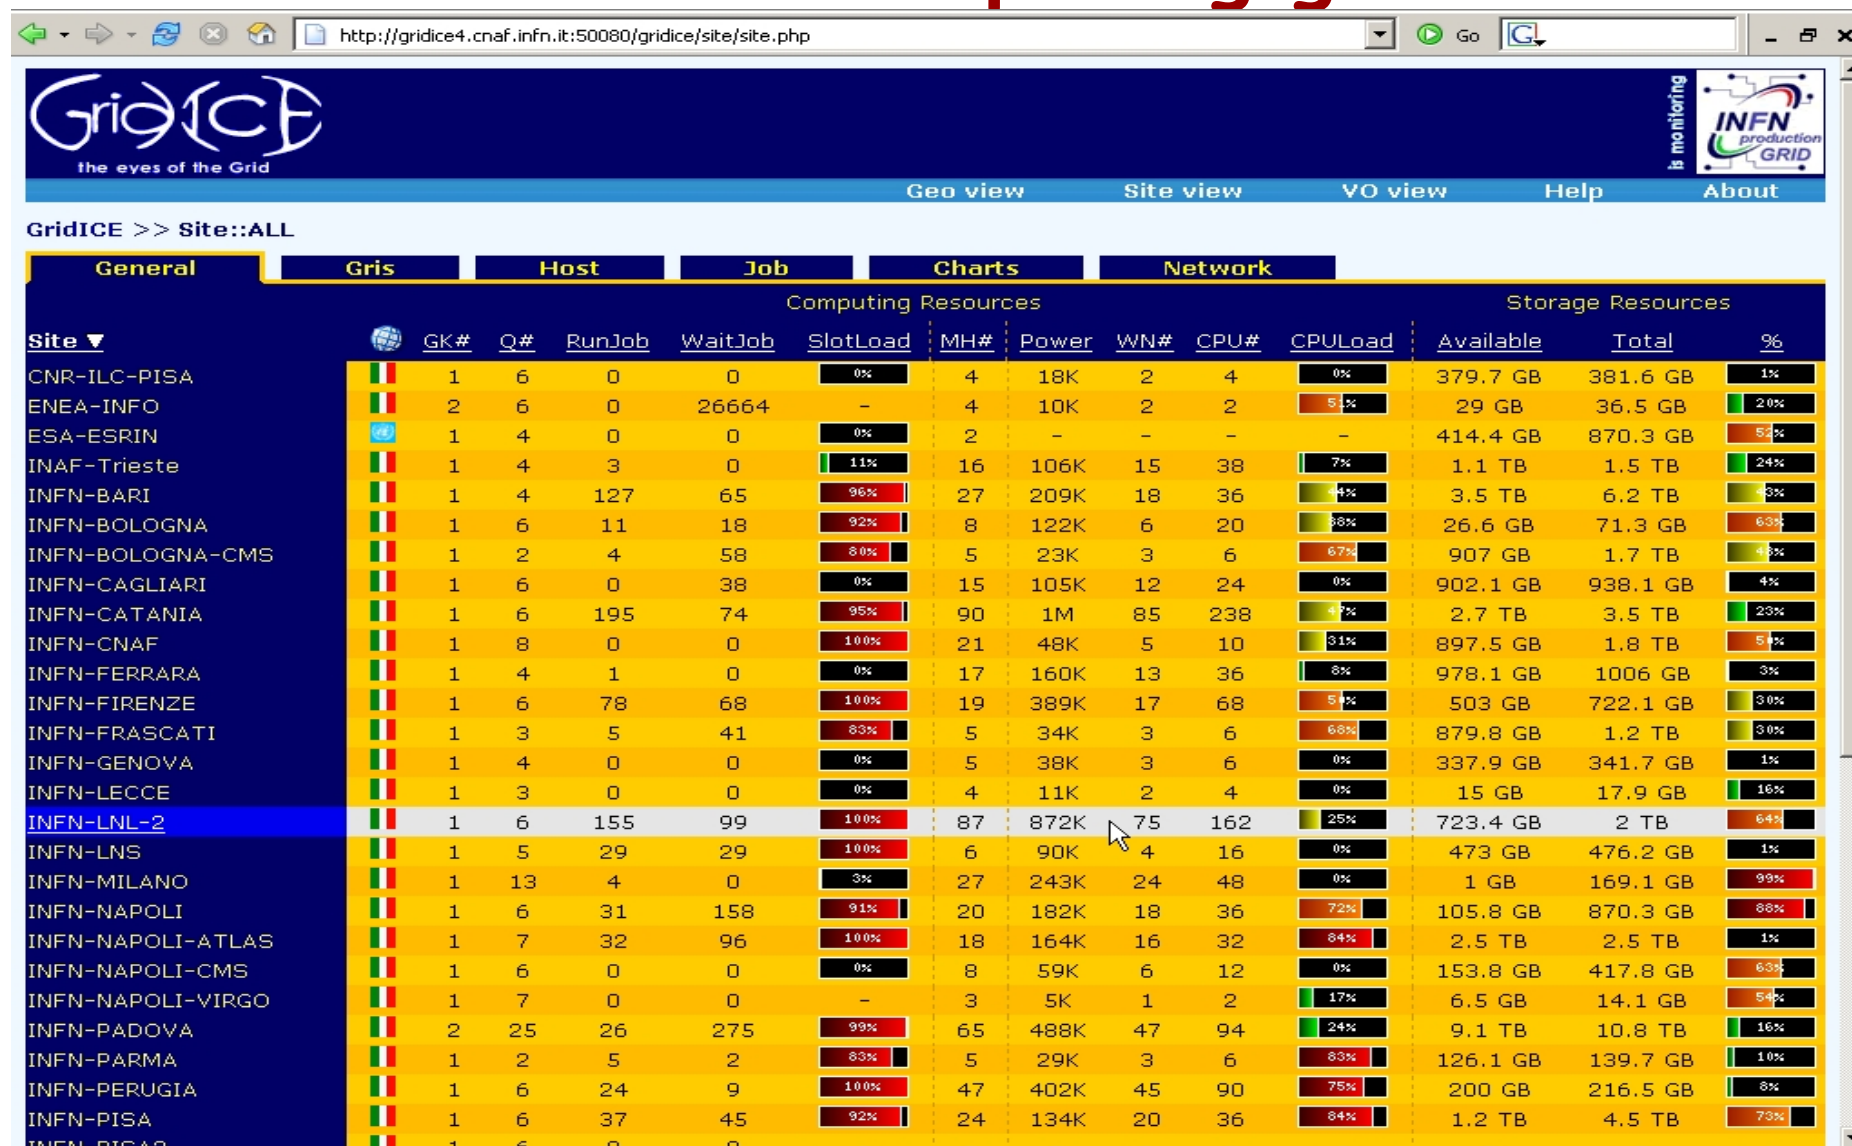 http://gridice4.cnaf.infn.it:50080/gridice/site/site.php Go G
GridICE
the eyes of the Grid
is monitoring
INFN
production
GRID
Geo view Site view VO view Help About
GridICE >> Site::ALL
General Gris Host Job Charts Network
Computing Resources Storage Resources
Site ▼ GK# Q# RunJob WaitJob SlotLoad MH# Power WN# CPU# CPULoad Available Total %
CNR-ILC-PISA 1 6 0 0 0% 4 18K 2 4 0% 379.7 GB 381.6 GB 1%
ENEA-INFO 2 6 0 26664 - 4 10K 2 2 51% 29 GB 36.5 GB 20%
ESA-ESRIN 1 4 0 0 0% 2 - - - - 414.4 GB 870.3 GB 52%
INAF-Trieste 1 4 3 0 11% 16 106K 15 38 7% 1.1 TB 1.5 TB 24%
INFN-BARI 1 4 127 65 96% 27 209K 18 36 44% 3.5 TB 6.2 TB 43%
INFN-BOLOGNA 1 6 11 18 92% 8 122K 6 20 38% 26.6 GB 71.3 GB 63%
INFN-BOLOGNA-CMS 1 2 4 58 80% 5 23K 3 6 67% 907 GB 1.7 TB
INFN-CAGLIARI 1 6 0 38 0% 15 105K 12 24 0% 902.1 GB 938.1 GB 4%
INFN-CATANIA 1 6 195 74 95% 90 1M 85 238 47% 2.7 TB 3.5 TB 23%
INFN-CNAF 1 8 0 0 100% 21 48K 5 10 31% 897.5 GB 1.8 TB
INFN-FERRARA 1 4 1 0 0% 17 160K 13 36 8% 978.1 GB 1006 GB 3%
INFN-FIRENZE 1 6 78 68 100% 19 389K 17 68 503 GB 722.1 GB 30%
INFN-FRASCATI 1 3 5 41 83% 5 34K 3 6 68% 879.8 GB 1.2 TB 30%
INFN-GENOVA 1 4 0 0 0% 5 38K 3 6 0% 337.9 GB 341.7 GB 1%
INFN-LECCE 1 3 0 0 0% 4 11K 2 4 0% 15 GB 17.9 GB 16%
INFN-LNL-2 1 6 155 99 100% 87 872K 75 162 25% 723.4 GB 2 TB 64%
INFN-LNS 1 5 29 29 100% 6 90K 4 16 0% 473 GB 476.2 GB 1%
INFN-MILANO 1 13 4 0 3% 27 243K 24 48 0% 1 GB 169.1 GB 99%
INFN-NAPOLI 1 6 31 158 91% 20 182K 18 36 72% 105.8 GB 870.3 GB 88%
INFN-NAPOLI-ATLAS 1 7 32 96 100% 18 164K 16 32 84% 2.5 TB 2.5 TB 1%
INFN-NAPOLI-CMS 1 6 0 0 0% 8 59K 6 12 0% 153.8 GB 417.8 GB 63%
INFN-NAPOLI-VIRGO 1 7 0 0 - 3 5K 1 2 17% 6.5 GB 14.1 GB 54%
INFN-PADOVA 2 25 26 275 99% 65 488K 47 94 24% 9.1 TB 10.8 TB 16%
INFN-PARMA 1 2 5 2 83% 5 29K 3 6 83% 126.1 GB 139.7 GB 10%
INFN-PERUGIA 1 6 24 9 100% 47 402K 45 90 75% 200 GB 216.5 GB 8%
INFN-PISA 1 6 37 45 92% 24 134K 20 36 84% 1.2 TB 4.5 TB 73%